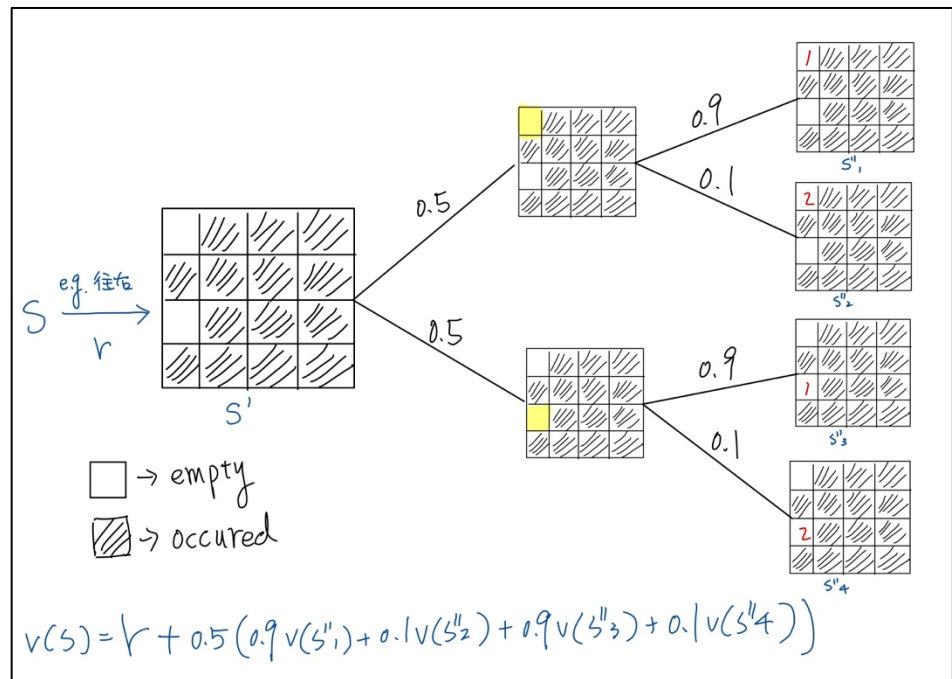 1
0.9
S''₁
0.5
0.1
2
S''₂
S e.g. 往右 r
S'
0.5
0.9
1
S''₃
0.1
2
S''₄
→ empty
→ occured
v(S) = r + 0.5 (0.9 v(S''₁) + 0.1 v(S''₂) + 0.9 v(S''₃) + 0.1 v(S''4))